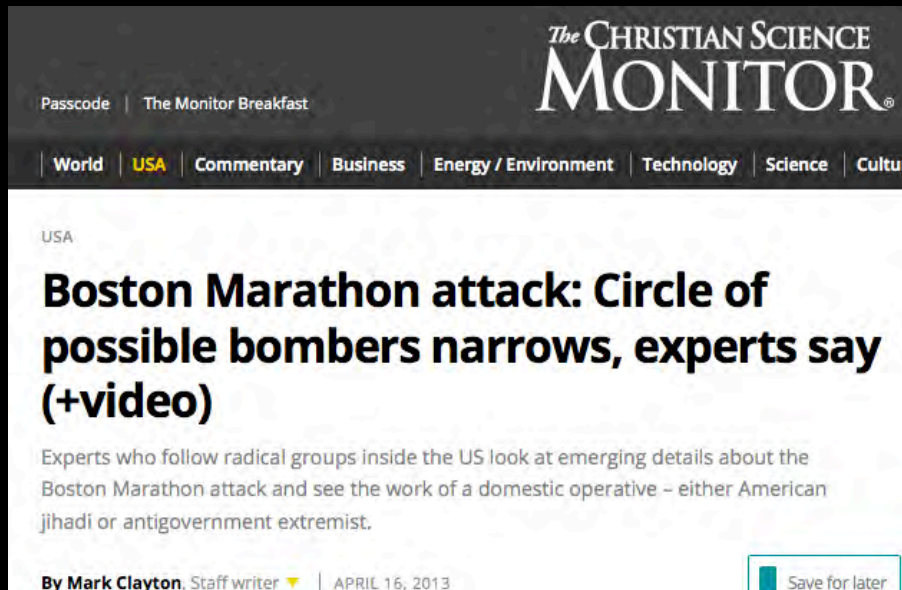 The CHRISTIAN SCIENCE
MONITOR®
Passcode | The Monitor Breakfast
World | USA | Commentary | Business | Energy / Environment | Technology | Science | Cultu
USA
Boston Marathon attack: Circle of
possible bombers narrows, experts say
(+video)
Experts who follow radical groups inside the US look at emerging details about the
Boston Marathon attack and see the work of a domestic operative – either American
jihadi or antigovernment extremist.
By Mark Clayton, Staff writer ▼ | APRIL 16, 2013
Save for later